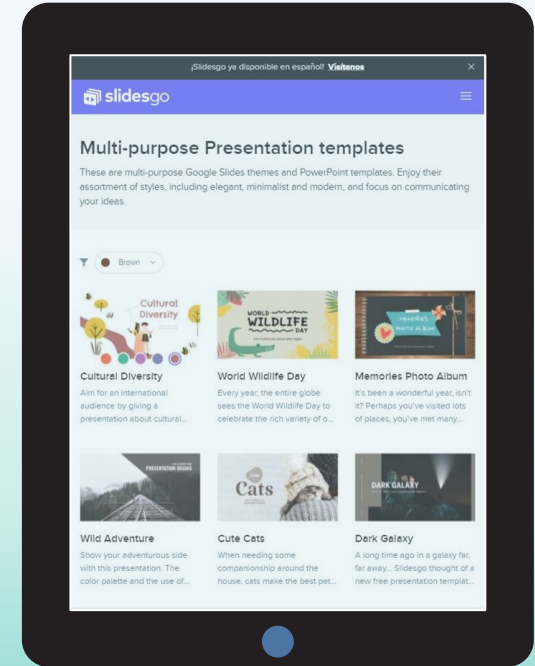 ¡Slidesgo ya disponible en español! Visítanos
slidesgo
Multi-purpose Presentation templates
These are multi-purpose Google Slides themes and PowerPoint templates. Enjoy their
assortment of styles, including elegant, minimalist and modern, and focus on communicating
your ideas.
Brown
Cultural
Diversity
WORLD
WILDLIFE
DAY
MEMORIES
PHOTO ALBUM
Cultural Diversity
Aim for an international
audience by giving a
presentation about cultural...
World Wildlife Day
Every year, the entire globe
sees the World Wildlife Day to
celebrate the rich variety of o...
Memories Photo Album
It's been a wonderful year, isn't
it? Perhaps you've visited lots
of places, you've met many...
PRESENTATION BEGINS
Cats
DARK GALAXY
Wild Adventure
Show your adventurous side
with this presentation. The
color palette and the use of...
Cute Cats
When needing some
companionship around the
house, cats make the best pet...
Dark Galaxy
A long time ago in a galaxy far,
far away... Slidesgo thought of a
new free presentation templat...